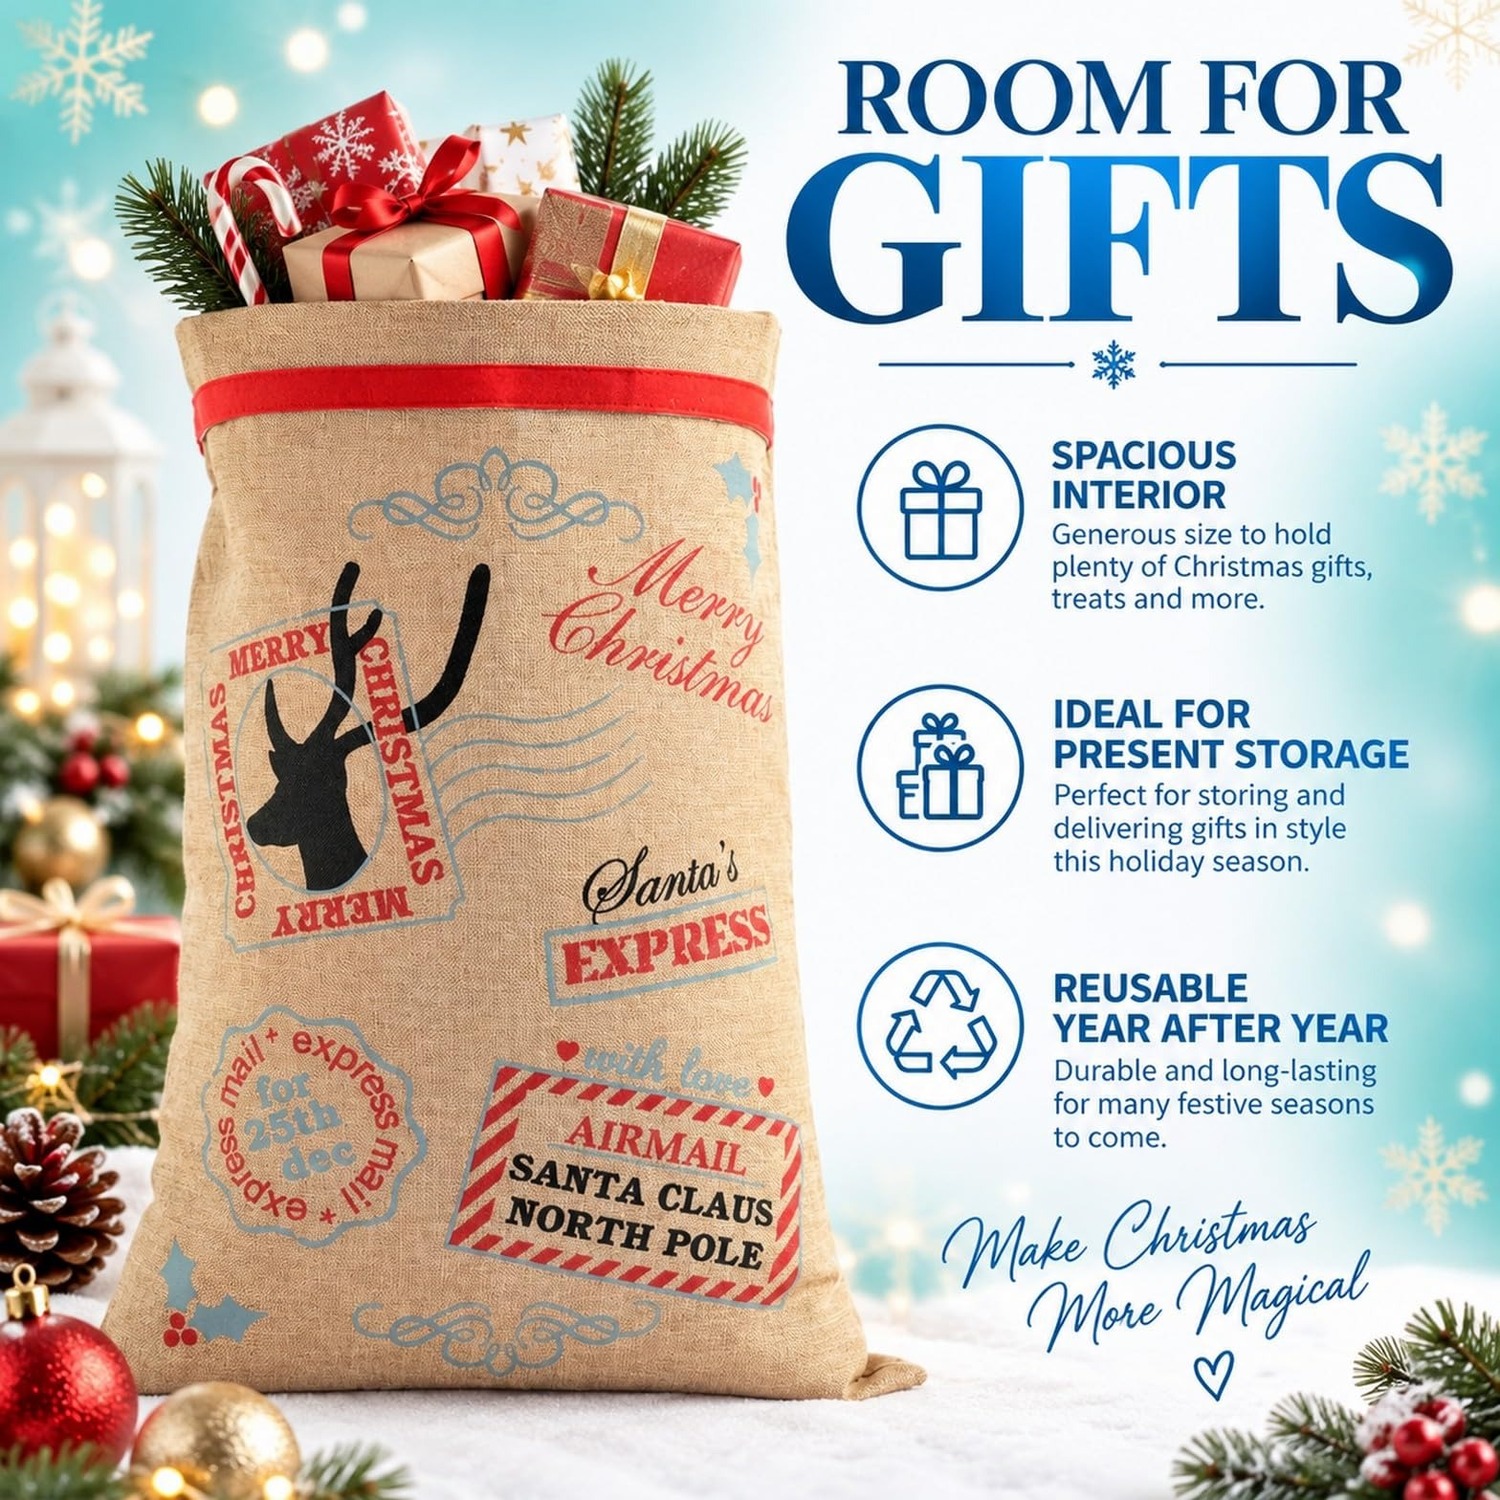 ROOM FOR
GIFTS
SPACIOUS
INTERIOR
Generous size to hold
plenty of Christmas gifts,
treats and more.
IDEAL FOR
PRESENT STORAGE
Perfect for storing and
delivering gifts in style
this holiday season.
REUSABLE
YEAR AFTER YEAR
Durable and long-lasting
for many festive seasons
to come.
Make Christmas
More Magical
Merry
Christmas
MERRY
CHRISTMAS
MERRY
CHRISTMAS
Santa's
EXPRESS
express mail * express mail * express
for
25th
dec
with love
AIRMAIL
SANTA CLAUS
NORTH POLE